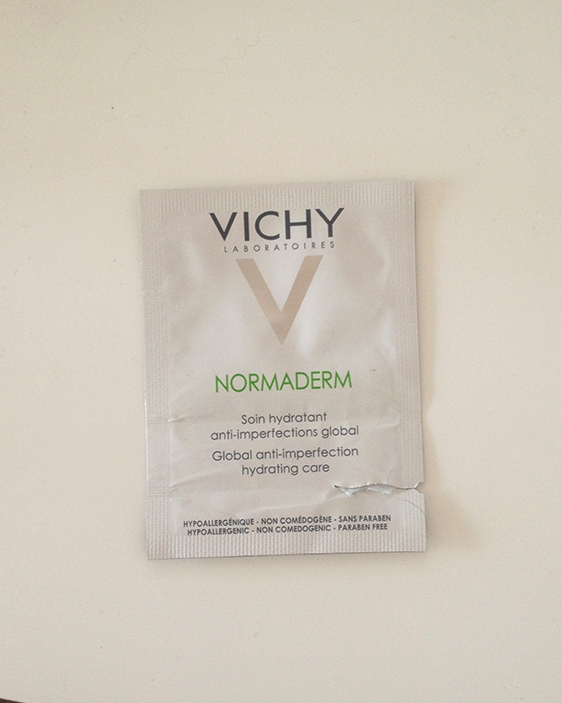 VICHY
LABORATOIRES
V
NORMADERM
Soin hydratant
anti-imperfections global
Global anti-imperfection
hydrating care
HYPOALLERGÉNIQUE - NON COMÉDOGÈNE - SANS PARABEN
HYPOALLERGENIC - NON COMEDOGENIC - PARABEN FREE